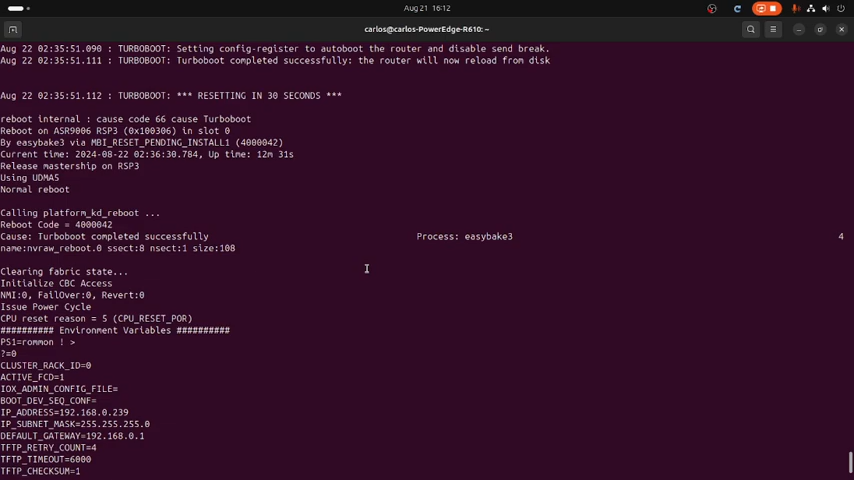 Aug 21 16:12
carlos@carlos-PowerEdge-R610: ~
Aug 22 02:35:51.090 : TURBOBOOT: Setting config-register to autoboot the router and disable send break.
Aug 22 02:35:51.111 : TURBOBOOT: Turboboot completed successfully: the router will now reload from disk
Aug 22 02:35:51.112 : TURBOBOOT: *** RESETTING IN 30 SECONDS ***
reboot internal : cause code 66 cause Turboboot
Reboot on ASR9006 RSP3 (0x100306) in slot 0
By easybake3 via MBI_RESET_PENDING_INSTALL1 (4000042)
Current time: 2024-08-22 02:36:30.784, Up time: 12m 31s
Release mastership on RSP3
Using UDMA5
Normal reboot
Calling platform_kd_reboot ...
Reboot Code = 4000042
Cause: Turboboot completed successfully Process: easybake3 4
name:nvraw_reboot.0 ssect:8 nsect:1 size:108
Clearing fabric state...
Initialize CBC Access
NMI:0, FailOver:0, Revert:0
Issue Power Cycle
CPU reset reason = 5 (CPU_RESET_POR)
########## Environment Variables ##########
PS1=rommon ! >
?=0
CLUSTER_RACK_ID=0
ACTIVE_FCD=1
IOX_ADMIN_CONFIG_FILE=
BOOT_DEV_SEQ_CONF=
IP_ADDRESS=192.168.0.239
IP_SUBNET_MASK=255.255.255.0
DEFAULT_GATEWAY=192.168.0.1
TFTP_RETRY_COUNT=4
TFTP_TIMEOUT=6000
TFTP_CHECKSUM=1